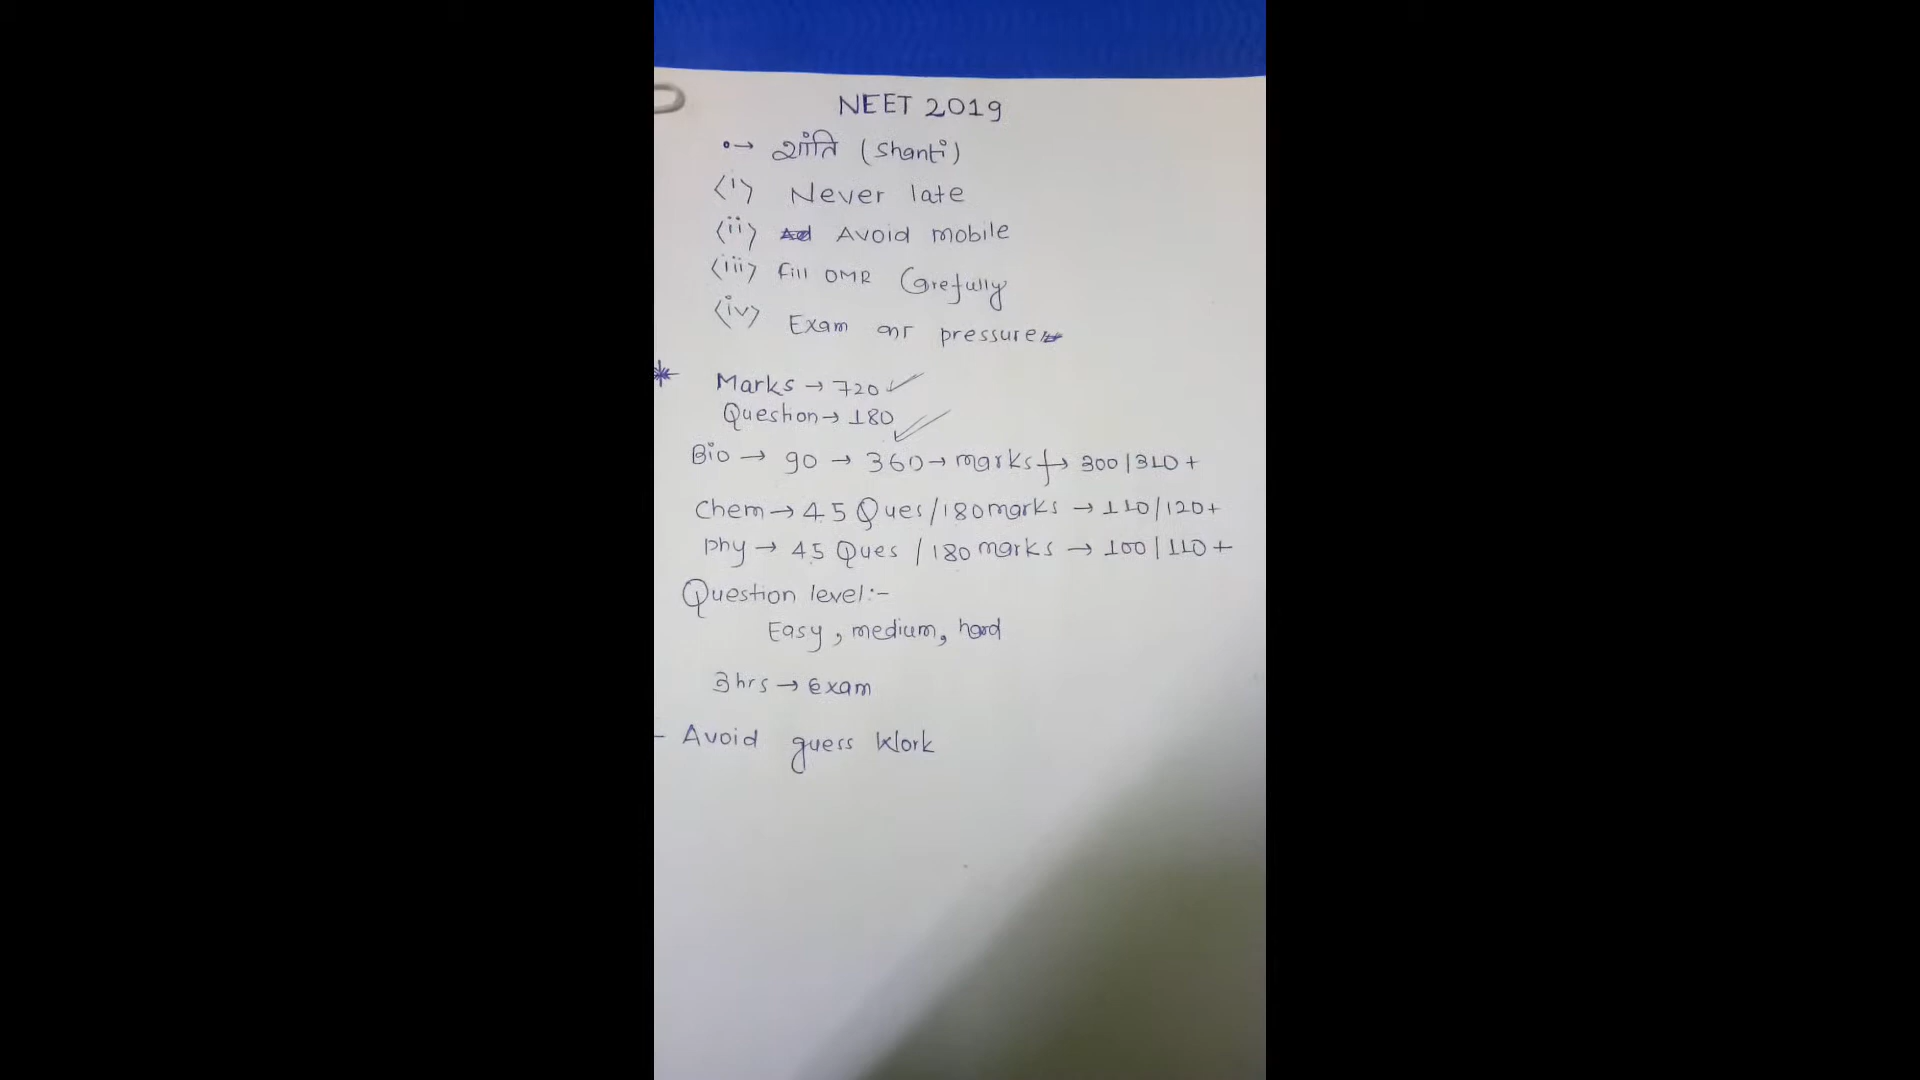 NEET 2019
•→ शांति (Shanti)
(i) Never late
(ii) Avoid mobile
(iii) Fill OMR Carefully
(iv) Exam pressure
* Marks → 720 ✓
Question → 180
Bio → 90 → 360 → marks → 300/310+
Chem → 45 Ques/180 marks → 110/120+
Phy → 45 Ques /180 marks → 100/110+
Question level:-
Easy, medium, hard
3 hrs → Exam
- Avoid guess Work